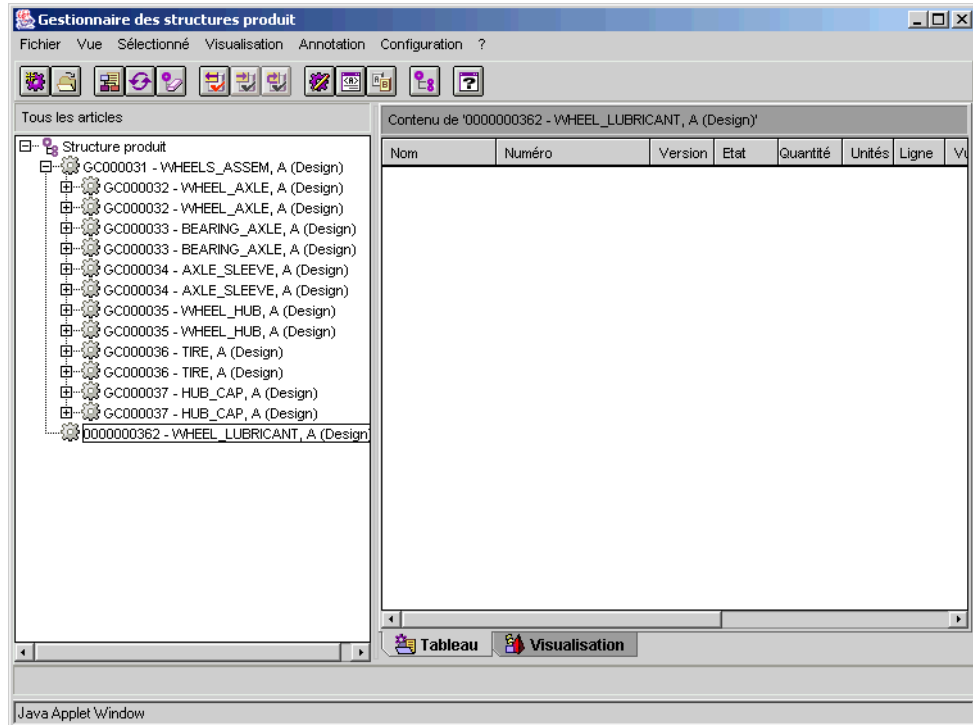 Gestionnaire des structures produit
Fichier Vue Sélectionné Visualisation Annotation Configuration ?
Tous les articles
Contenu de '0000000362 - WHEEL_LUBRICANT, A (Design)'
Structure produit
Nom Numéro Version Etat Quantité Unités Ligne
GC000031 - WHEELS_ASSEM, A (Design)
GC000032 - WHEEL_AXLE, A (Design)
GC000032 - WHEEL_AXLE, A (Design)
GC000033 - BEARING_AXLE, A (Design)
GC000033 - BEARING_AXLE, A (Design)
GC000034 - AXLE_SLEEVE, A (Design)
GC000034 - AXLE_SLEEVE, A (Design)
GC000035 - WHEEL_HUB, A (Design)
GC000035 - WHEEL_HUB, A (Design)
GC000036 - TIRE, A (Design)
GC000036 - TIRE, A (Design)
GC000037 - HUB_CAP, A (Design)
GC000037 - HUB_CAP, A (Design)
0000000362 - WHEEL_LUBRICANT, A (Design)
Tableau Visualisation
Java Applet Window